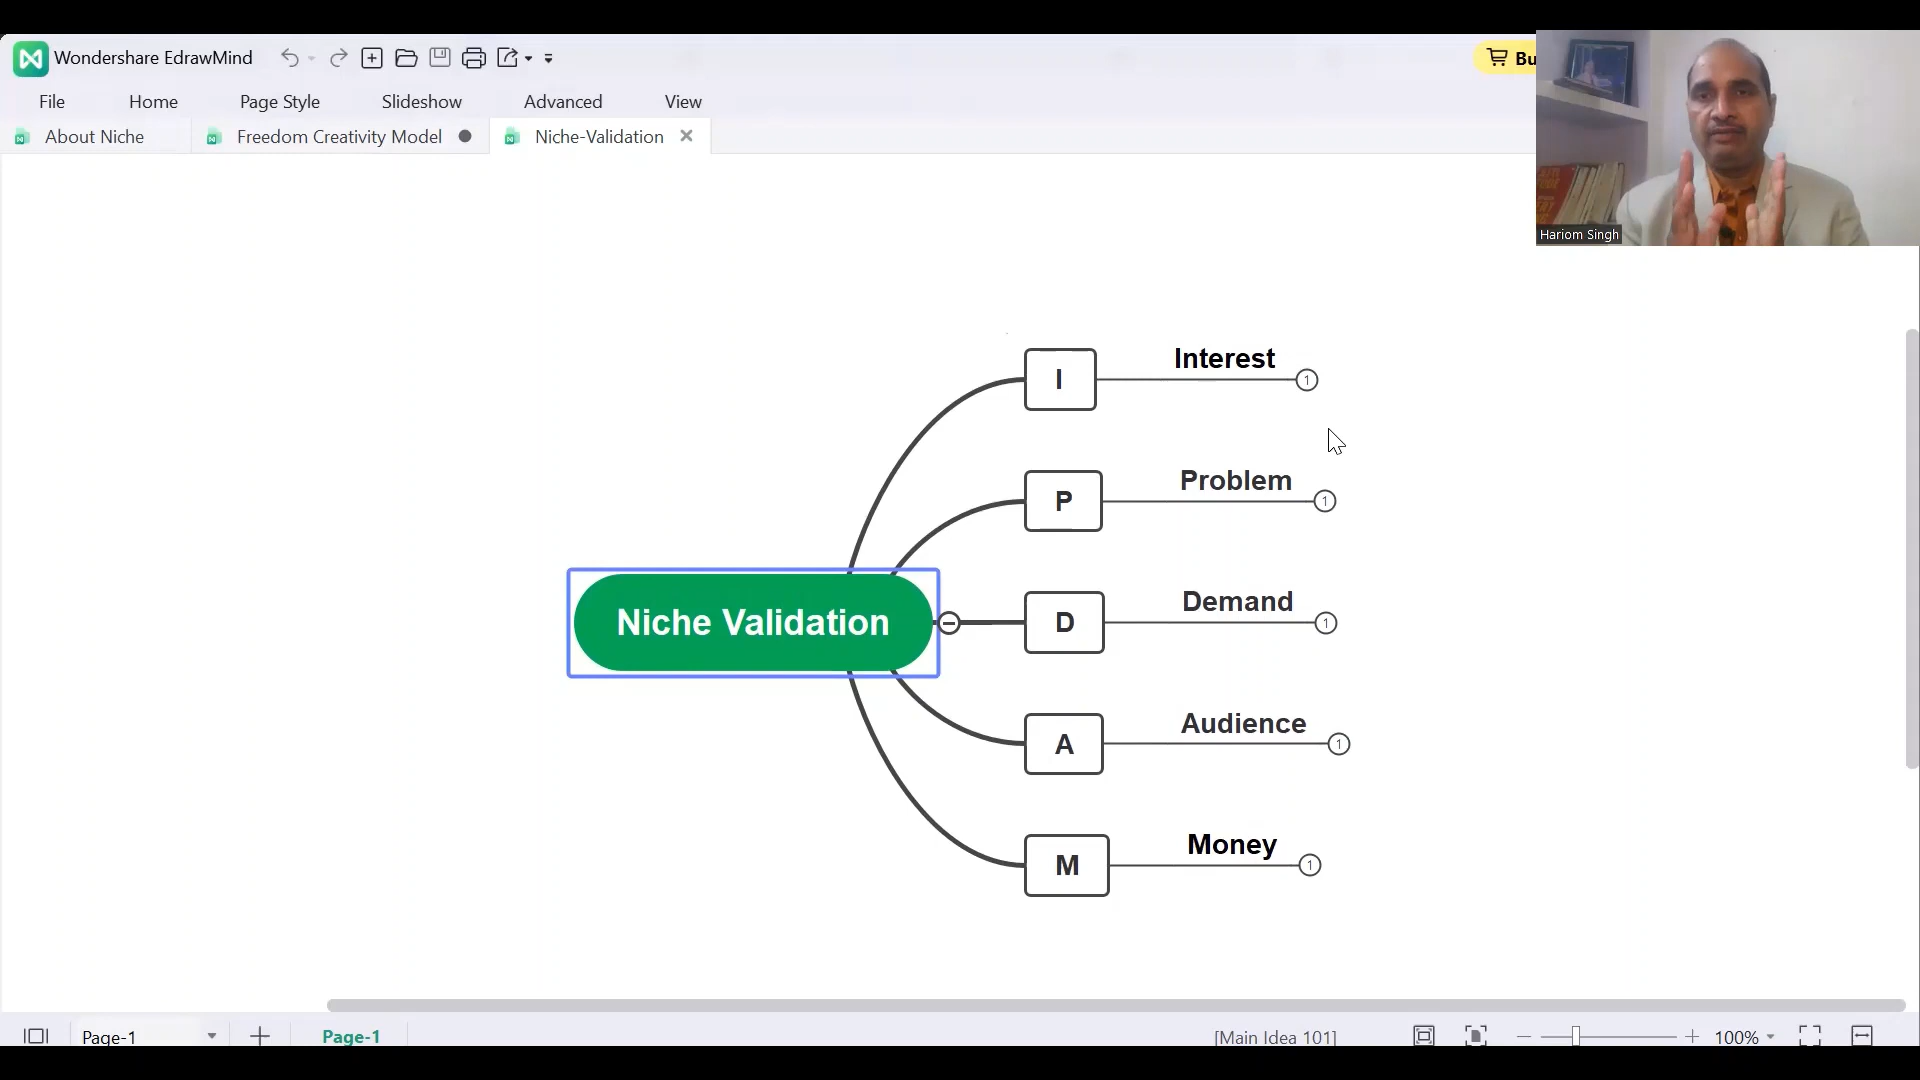 Wondershare EdrawMind
Bu
File Home Page Style Slideshow Advanced View
About Niche Freedom Creativity Model Niche-Validation
Hariom Singh
I Interest 1
P Problem 1
Niche Validation
D Demand 1
A Audience 1
M Money 1
Page-1 Page-1 [Main Idea 101] 100%